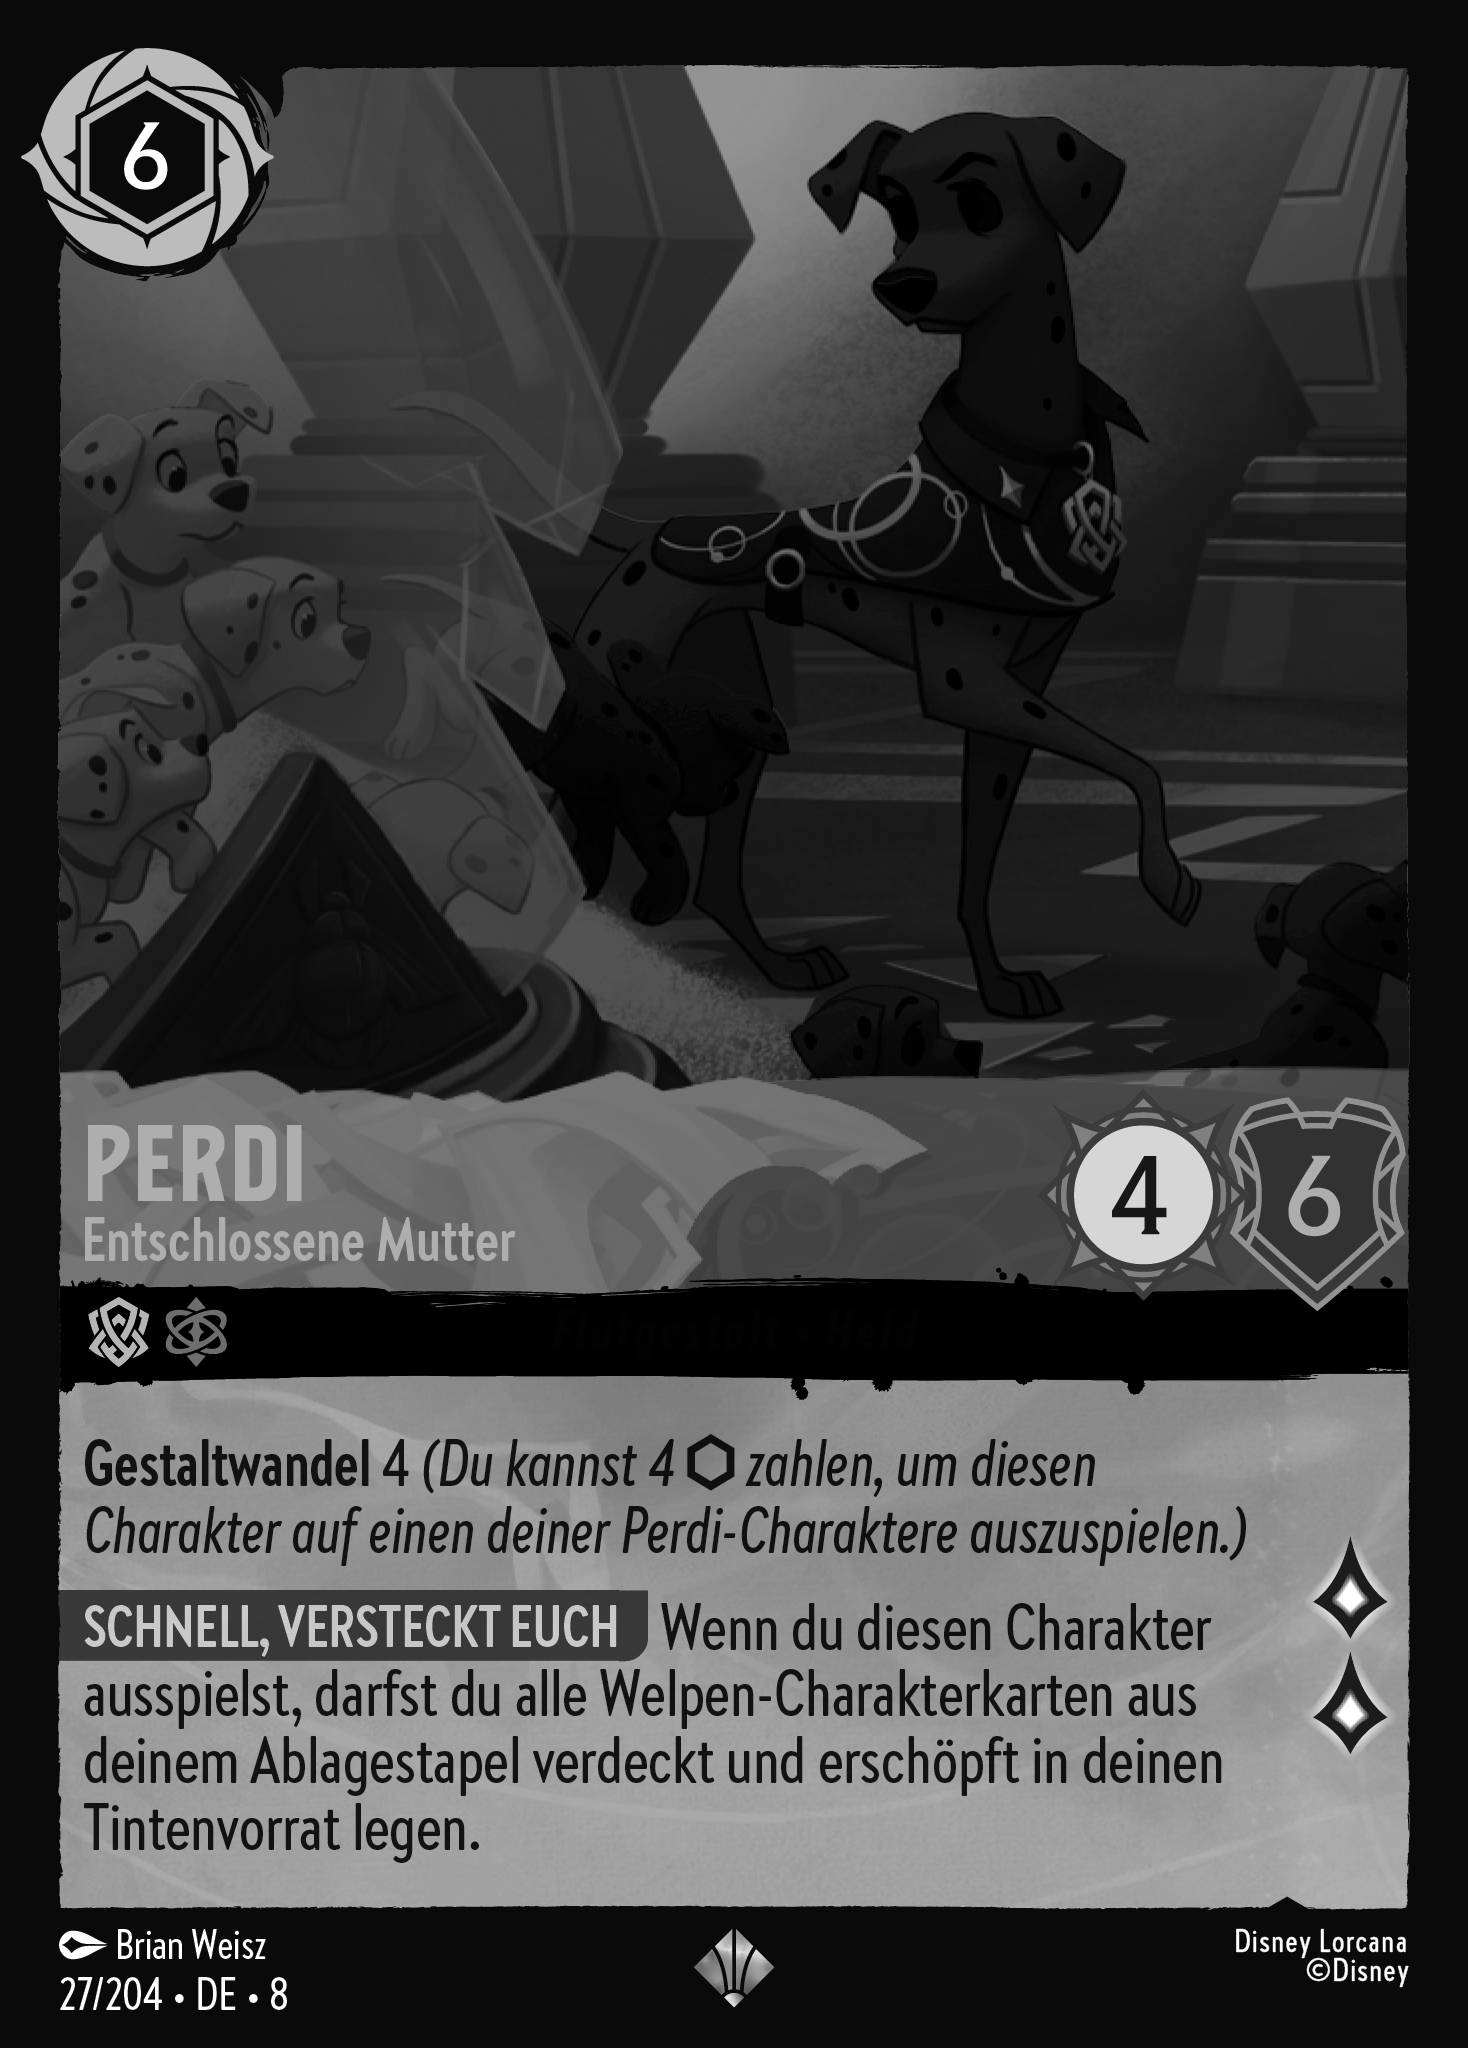 6
PERDI
Entschlossene Mutter
4
6
Flutgestalt Held
Gestaltwandel 4 (Du kannst 4 ⬡ zahlen, um diesen
Charakter auf einen deiner Perdi-Charaktere auszuspielen.)
SCHNELL, VERSTECKT EUCH Wenn du diesen Charakter
ausspielst, darfst du alle Welpen-Charakterkarten aus
deinem Ablagestapel verdeckt und erschöpft in deinen
Tintenvorrat legen.
Brian Weisz
Disney Lorcana
27/204 • DE • 8
©Disney